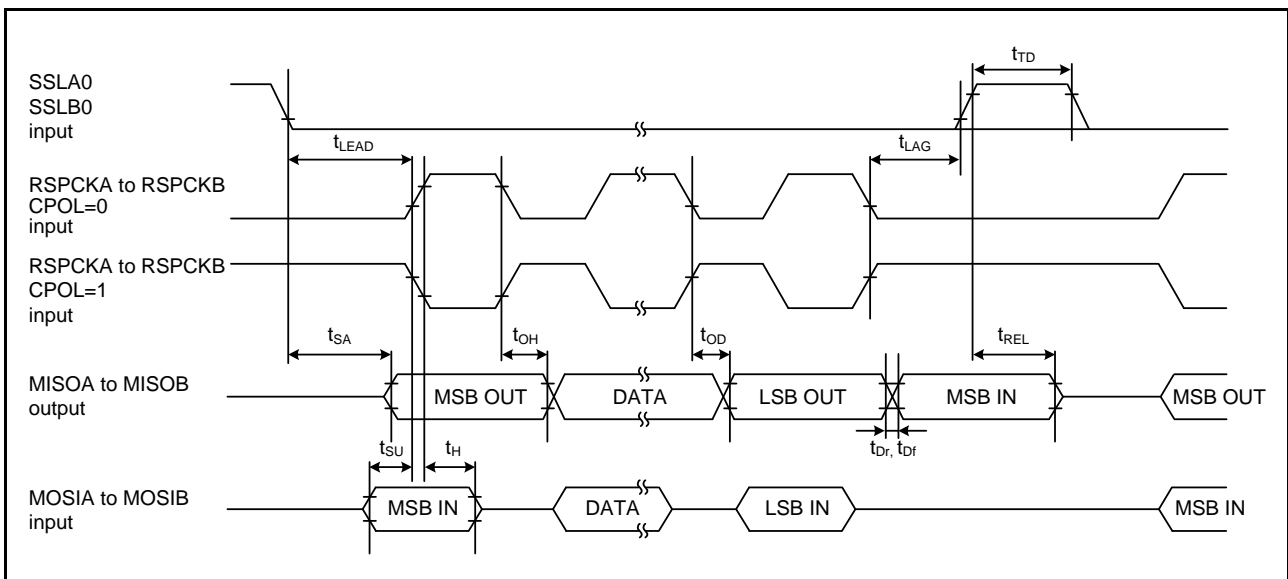 SSLA0
SSLB0
input
tTD
tLEAD
tLAG
RSPCKA to RSPCKB
CPOL=0
input
RSPCKA to RSPCKB
CPOL=1
input
tSA
tOH
tOD
tREL
MISOA to MISOB
output
MSB OUT
DATA
LSB OUT
MSB IN
MSB OUT
tSU
tH
tDr, tDf
MOSIA to MOSIB
input
MSB IN
DATA
LSB IN
MSB IN